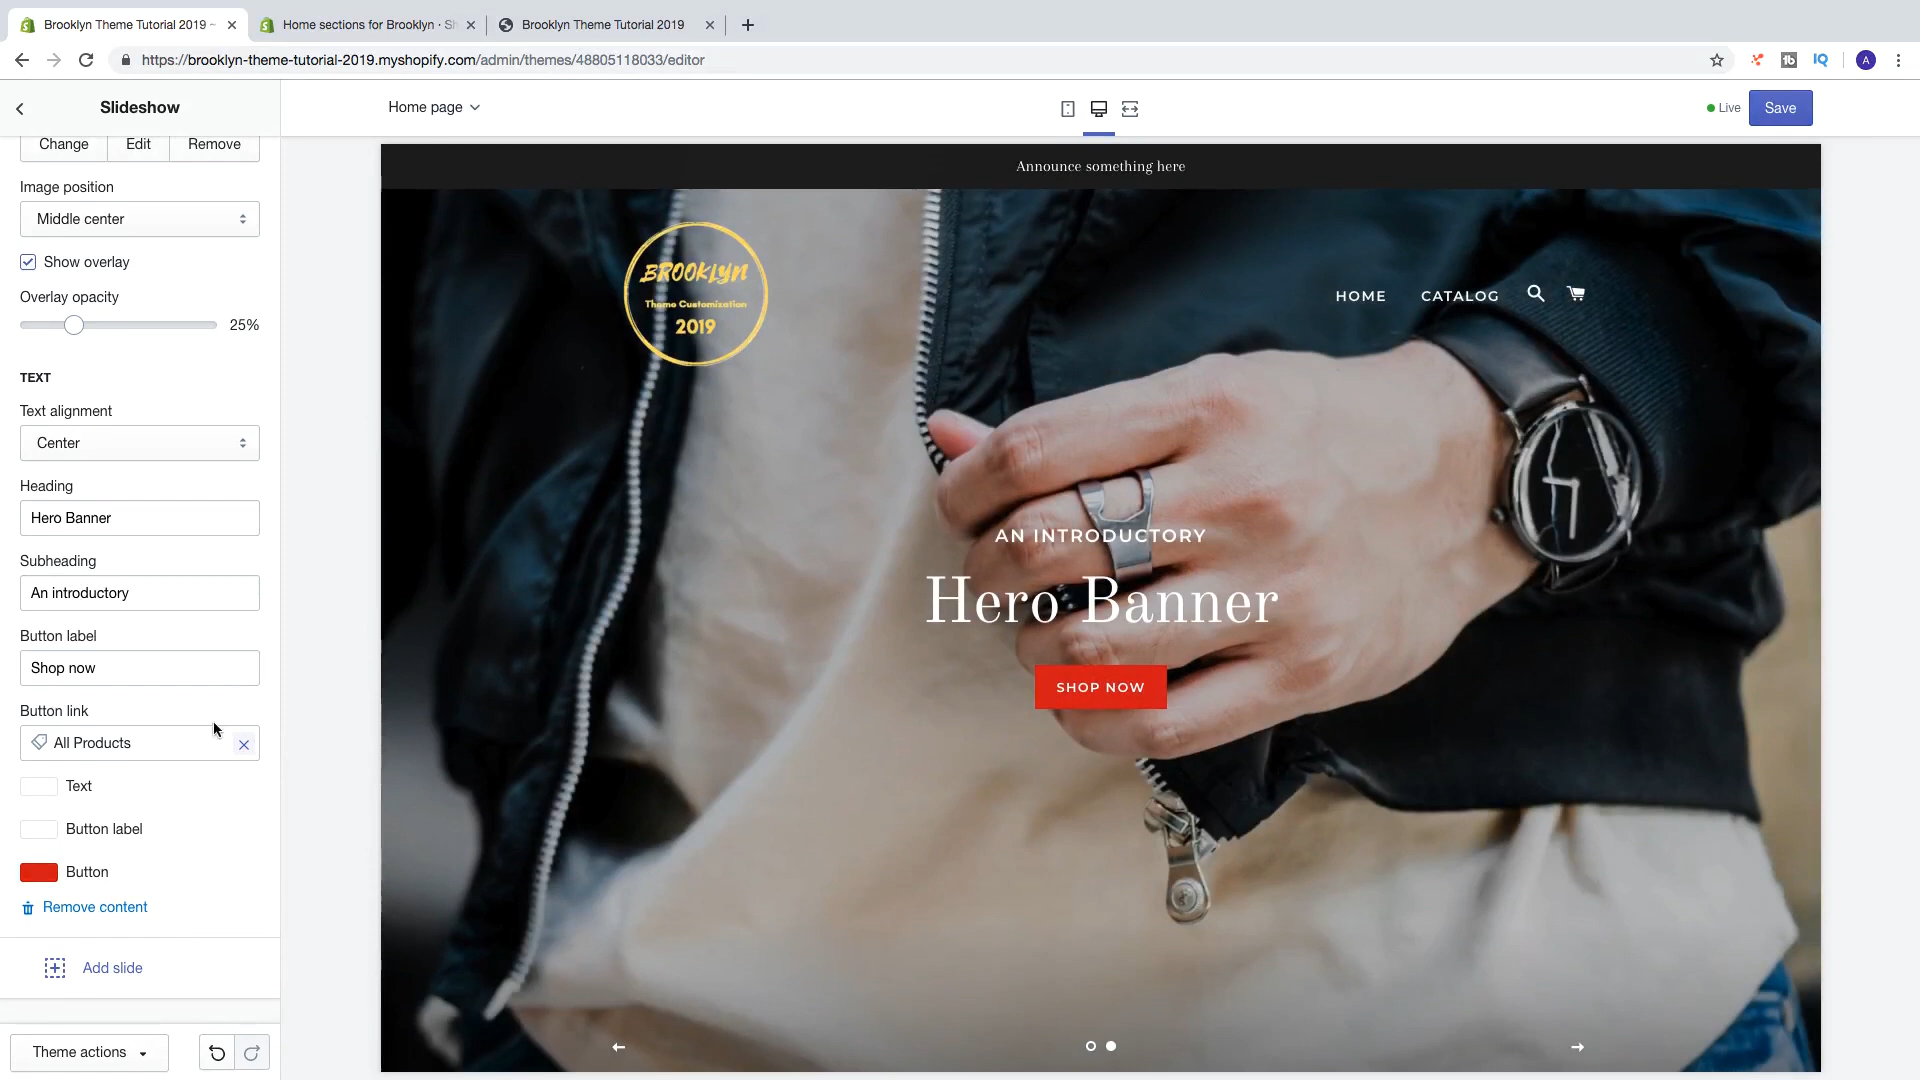 Brooklyn Theme Tutorial 2019 ~
Home sections for Brooklyn · Sh
Brooklyn Theme Tutorial 2019
https://brooklyn-theme-tutorial-2019.myshopify.com/admin/themes/48805118033/editor
A
Slideshow
Home page
Live
Save
Change
Edit
Remove
Image position
Middle center
Show overlay
Overlay opacity
25%
TEXT
Text alignment
Center
Heading
Hero Banner
Subheading
An introductory
Button label
Shop now
Button link
All Products
Text
Button label
Button
Remove content
Add slide
Theme actions
Announce something here
BROOKLYN
Theme Customization
2019
HOME
CATALOG
AN INTRODUCTORY
Hero Banner
SHOP NOW